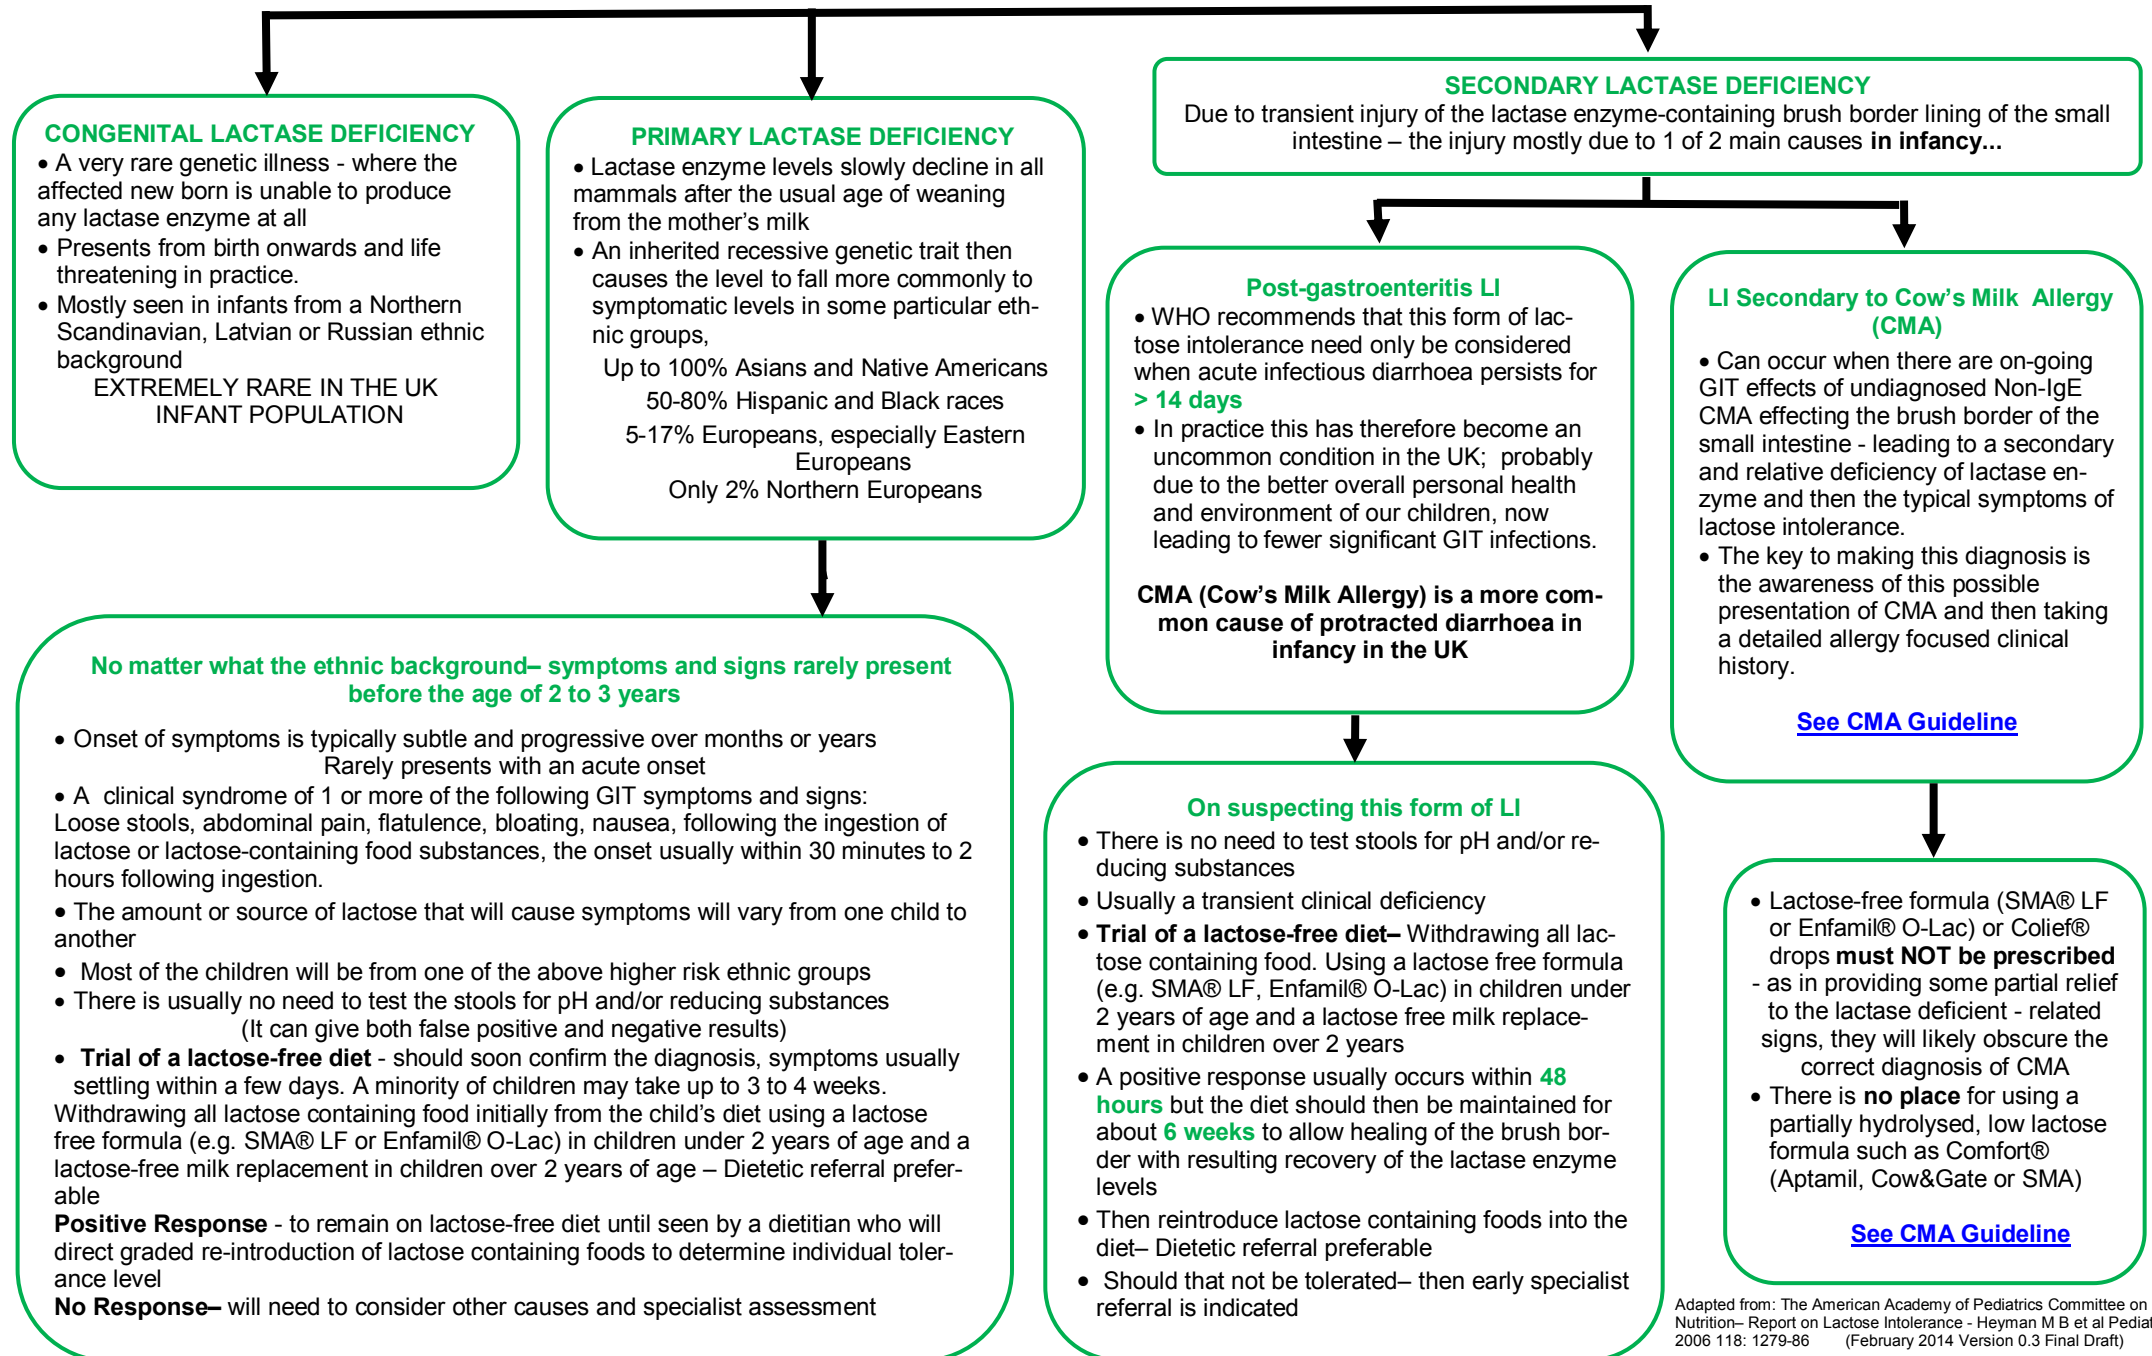 CONGENITAL LACTASE DEFICIENCY
• A very rare genetic illness - where the
affected new born is unable to produce
any lactase enzyme at all
• Presents from birth onwards and life
threatening in practice.
• Mostly seen in infants from a Northern
Scandinavian, Latvian or Russian ethnic
background
EXTREMELY RARE IN THE UK
INFANT POPULATION
PRIMARY LACTASE DEFICIENCY
• Lactase enzyme levels slowly decline in all
mammals after the usual age of weaning
from the mother’s milk
• An inherited recessive genetic trait then
causes the level to fall more commonly to
symptomatic levels in some particular eth-
nic groups,
Up to 100% Asians and Native Americans
50-80% Hispanic and Black races
5-17% Europeans, especially Eastern
Europeans
Only 2% Northern Europeans
No matter what the ethnic background– symptoms and signs rarely present
before the age of 2 to 3 years
• Onset of symptoms is typically subtle and progressive over months or years
Rarely presents with an acute onset
• A clinical syndrome of 1 or more of the following GIT symptoms and signs:
Loose stools, abdominal pain, flatulence, bloating, nausea, following the ingestion of
lactose or lactose-containing food substances, the onset usually within 30 minutes to 2
hours following ingestion.
• The amount or source of lactose that will cause symptoms will vary from one child to
another
• Most of the children will be from one of the above higher risk ethnic groups
• There is usually no need to test the stools for pH and/or reducing substances
(It can give both false positive and negative results)
• Trial of a lactose-free diet - should soon confirm the diagnosis, symptoms usually
settling within a few days. A minority of children may take up to 3 to 4 weeks.
Withdrawing all lactose containing food initially from the child’s diet using a lactose
free formula (e.g. SMA® LF or Enfamil® O-Lac) in children under 2 years of age and a
lactose-free milk replacement in children over 2 years of age – Dietetic referral prefer-
able
Positive Response - to remain on lactose-free diet until seen by a dietitian who will
direct graded re-introduction of lactose containing foods to determine individual toler-
ance level
No Response– will need to consider other causes and specialist assessment
SECONDARY LACTASE DEFICIENCY
Due to transient injury of the lactase enzyme-containing brush border lining of the small
intestine – the injury mostly due to 1 of 2 main causes in infancy...
Post-gastroenteritis LI
• WHO recommends that this form of lac-
tose intolerance need only be considered
when acute infectious diarrhoea persists for
> 14 days
• In practice this has therefore become an
uncommon condition in the UK; probably
due to the better overall personal health
and environment of our children, now
leading to fewer significant GIT infections.
CMA (Cow’s Milk Allergy) is a more com-
mon cause of protracted diarrhoea in
infancy in the UK
On suspecting this form of LI
• There is no need to test stools for pH and/or re-
ducing substances
• Usually a transient clinical deficiency
• Trial of a lactose-free diet– Withdrawing all lac-
tose containing food. Using a lactose free formula
(e.g. SMA® LF, Enfamil® O-Lac) in children under
2 years of age and a lactose free milk replace-
ment in children over 2 years
• A positive response usually occurs within 48
hours but the diet should then be maintained for
about 6 weeks to allow healing of the brush bor-
der with resulting recovery of the lactase enzyme
levels
• Then reintroduce lactose containing foods into the
diet– Dietetic referral preferable
• Should that not be tolerated– then early specialist
referral is indicated
LI Secondary to Cow’s Milk Allergy
(CMA)
• Can occur when there are on-going
GIT effects of undiagnosed Non-IgE
CMA effecting the brush border of the
small intestine - leading to a secondary
and relative deficiency of lactase en-
zyme and then the typical symptoms of
lactose intolerance.
• The key to making this diagnosis is
the awareness of this possible
presentation of CMA and then taking
a detailed allergy focused clinical
history.
See CMA Guideline
• Lactose-free formula (SMA® LF
or Enfamil® O-Lac) or Colief®
drops must NOT be prescribed
- as in providing some partial relief
to the lactase deficient - related
signs, they will likely obscure the
correct diagnosis of CMA
• There is no place for using a
partially hydrolysed, low lactose
formula such as Comfort®
(Aptamil, Cow&Gate or SMA)
See CMA Guideline
Adapted from: The American Academy of Pediatrics Committee on
Nutrition– Report on Lactose Intolerance - Heyman M B et al Pediat
2006 118: 1279-86 (February 2014 Version 0.3 Final Draft)